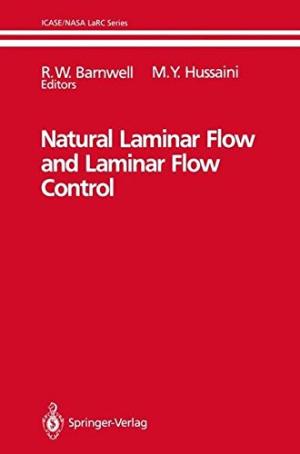 ICASE/NASA LaRC Series
R.W. Barnwell M.Y. Hussaini
Editors
Natural Laminar Flow
and Laminar Flow
Control
Springer-Verlag